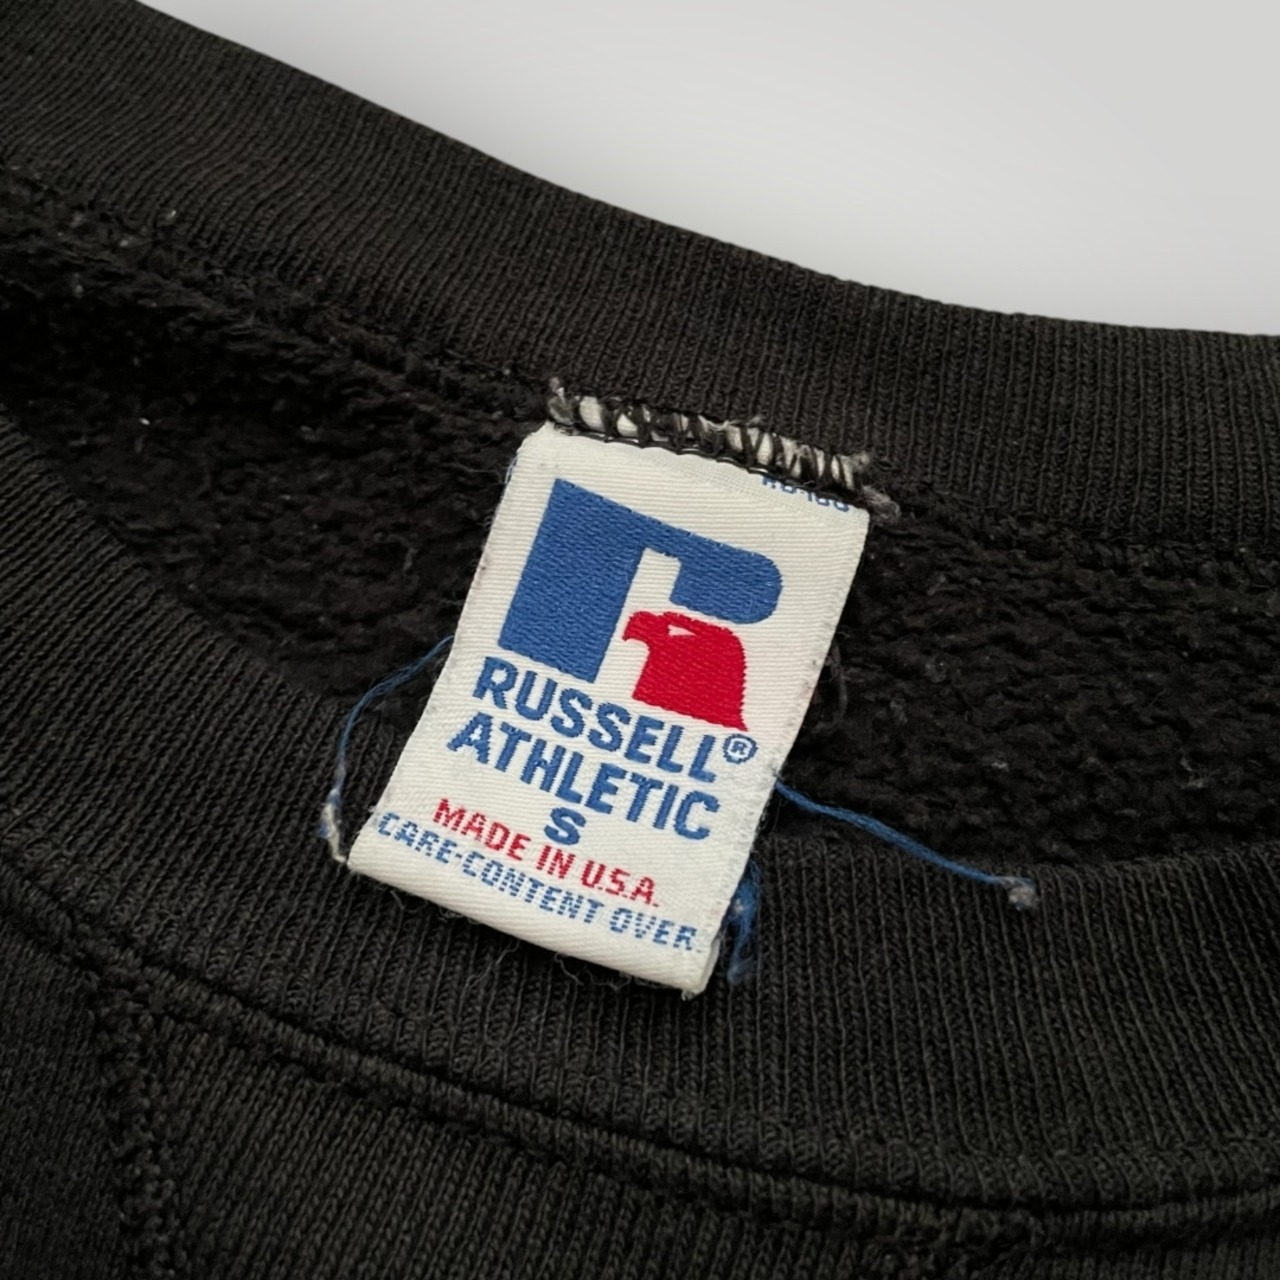 RUSSELL®
ATHLETIC
S
MADE IN U.S.A.
CARE-CONTENT OVER